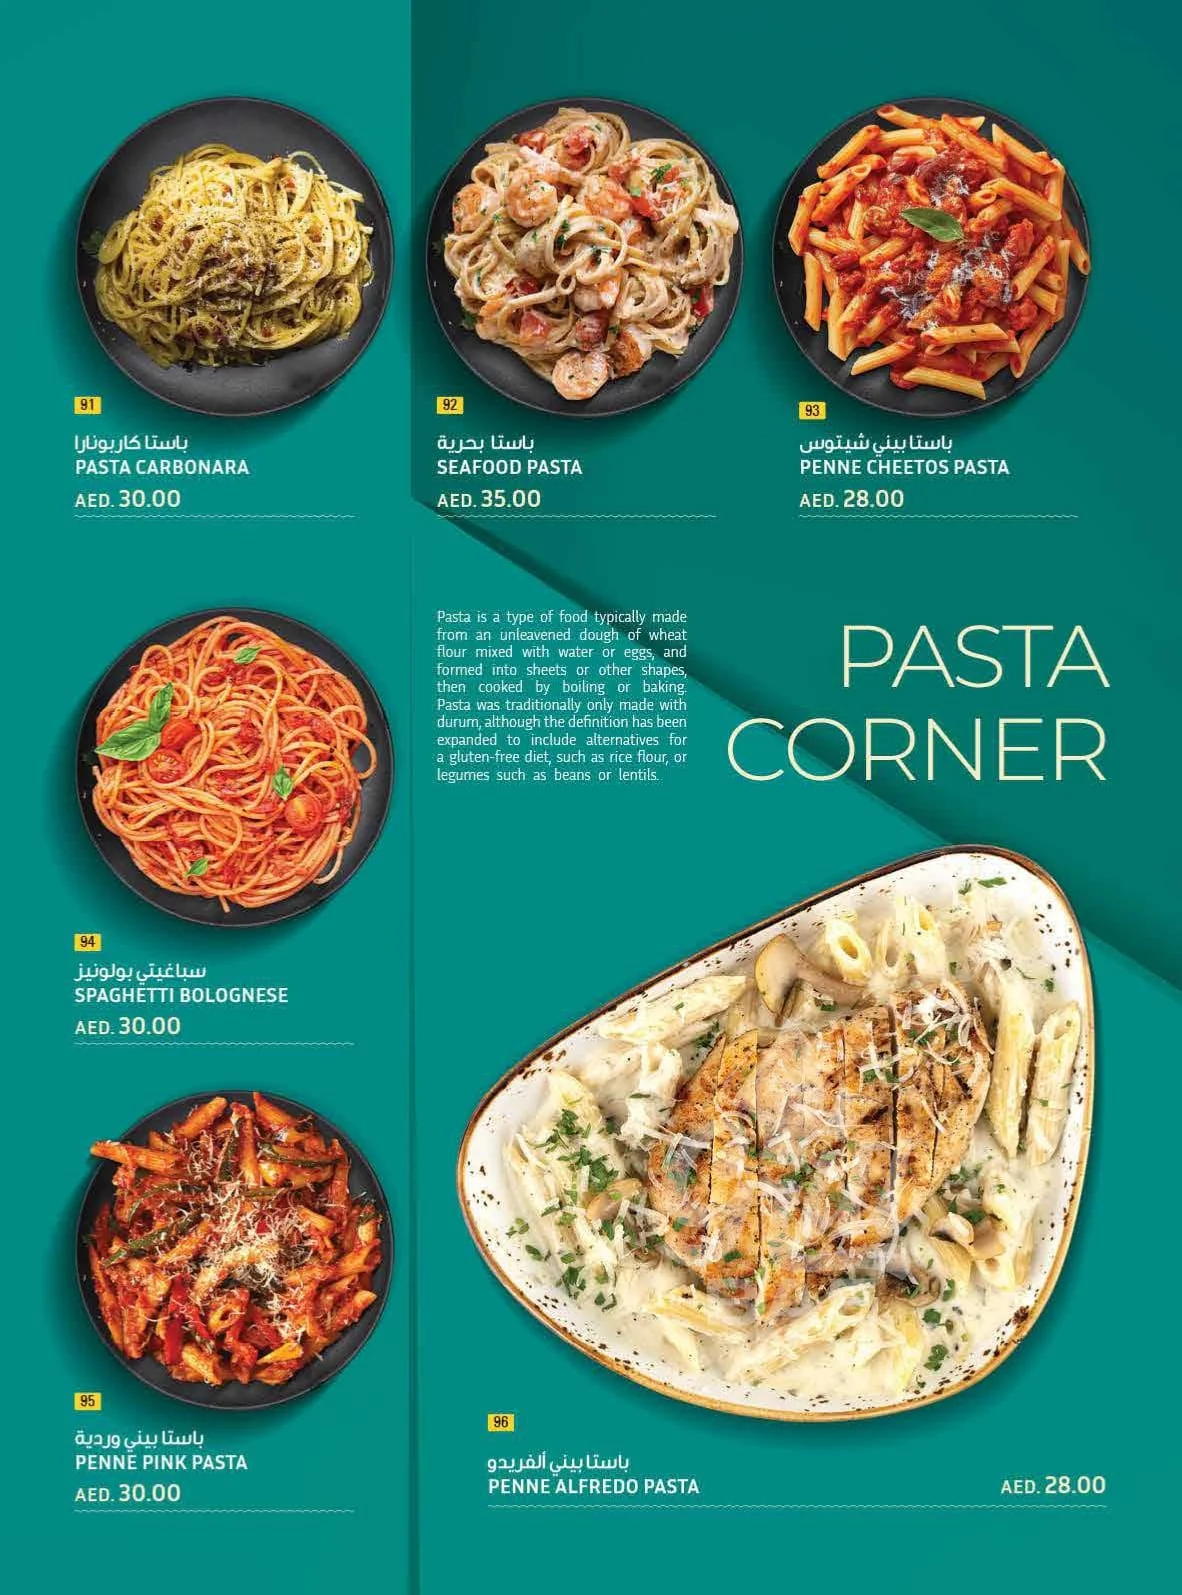 91
باستا كاربونارا
PASTA CARBONARA
AED. 30.00
92
باستا بحرية
SEAFOOD PASTA
AED. 35.00
93
باستا بيني شيتوس
PENNE CHEETOS PASTA
AED. 28.00
Pasta is a type of food typically made
from an unleavened dough of wheat
flour mixed with water or eggs, and
formed into sheets or other shapes,
then cooked by boiling or baking.
Pasta was traditionally only made with
durum, although the definition has been
expanded to include alternatives for
a gluten-free diet, such as rice flour, or
legumes such as beans or lentils.
PASTA
CORNER
94
سباغيتي بولونيز
SPAGHETTI BOLOGNESE
AED. 30.00
95
باستا بيني وردية
PENNE PINK PASTA
AED. 30.00
96
باستا بيني ألفريدو
PENNE ALFREDO PASTA
AED. 28.00